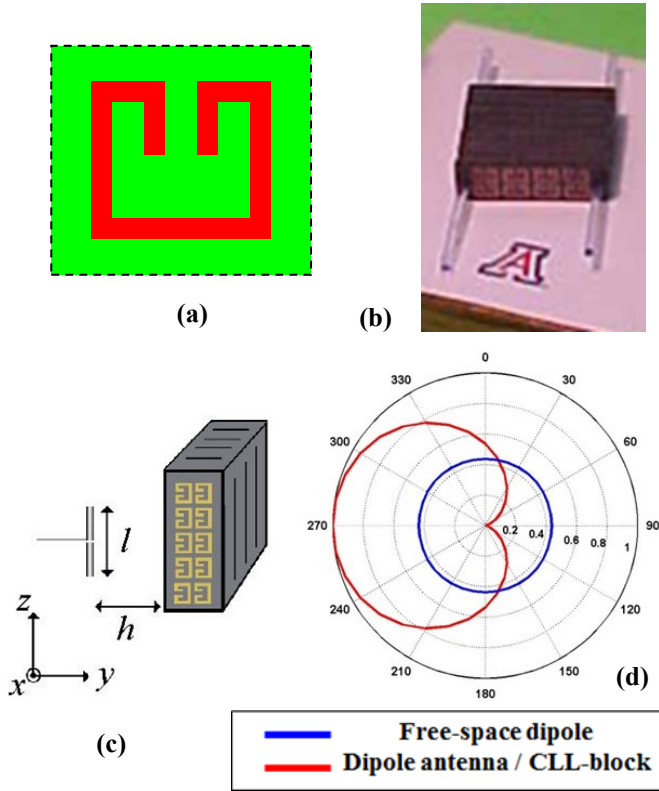 (a)
(b)
A
l
h
z
x
y
(c)
0
30
60
90
120
150
180
210
240
270
300
330
0.2
0.4
0.6
0.8
1
(d)
Free-space dipole
Dipole antenna / CLL-block